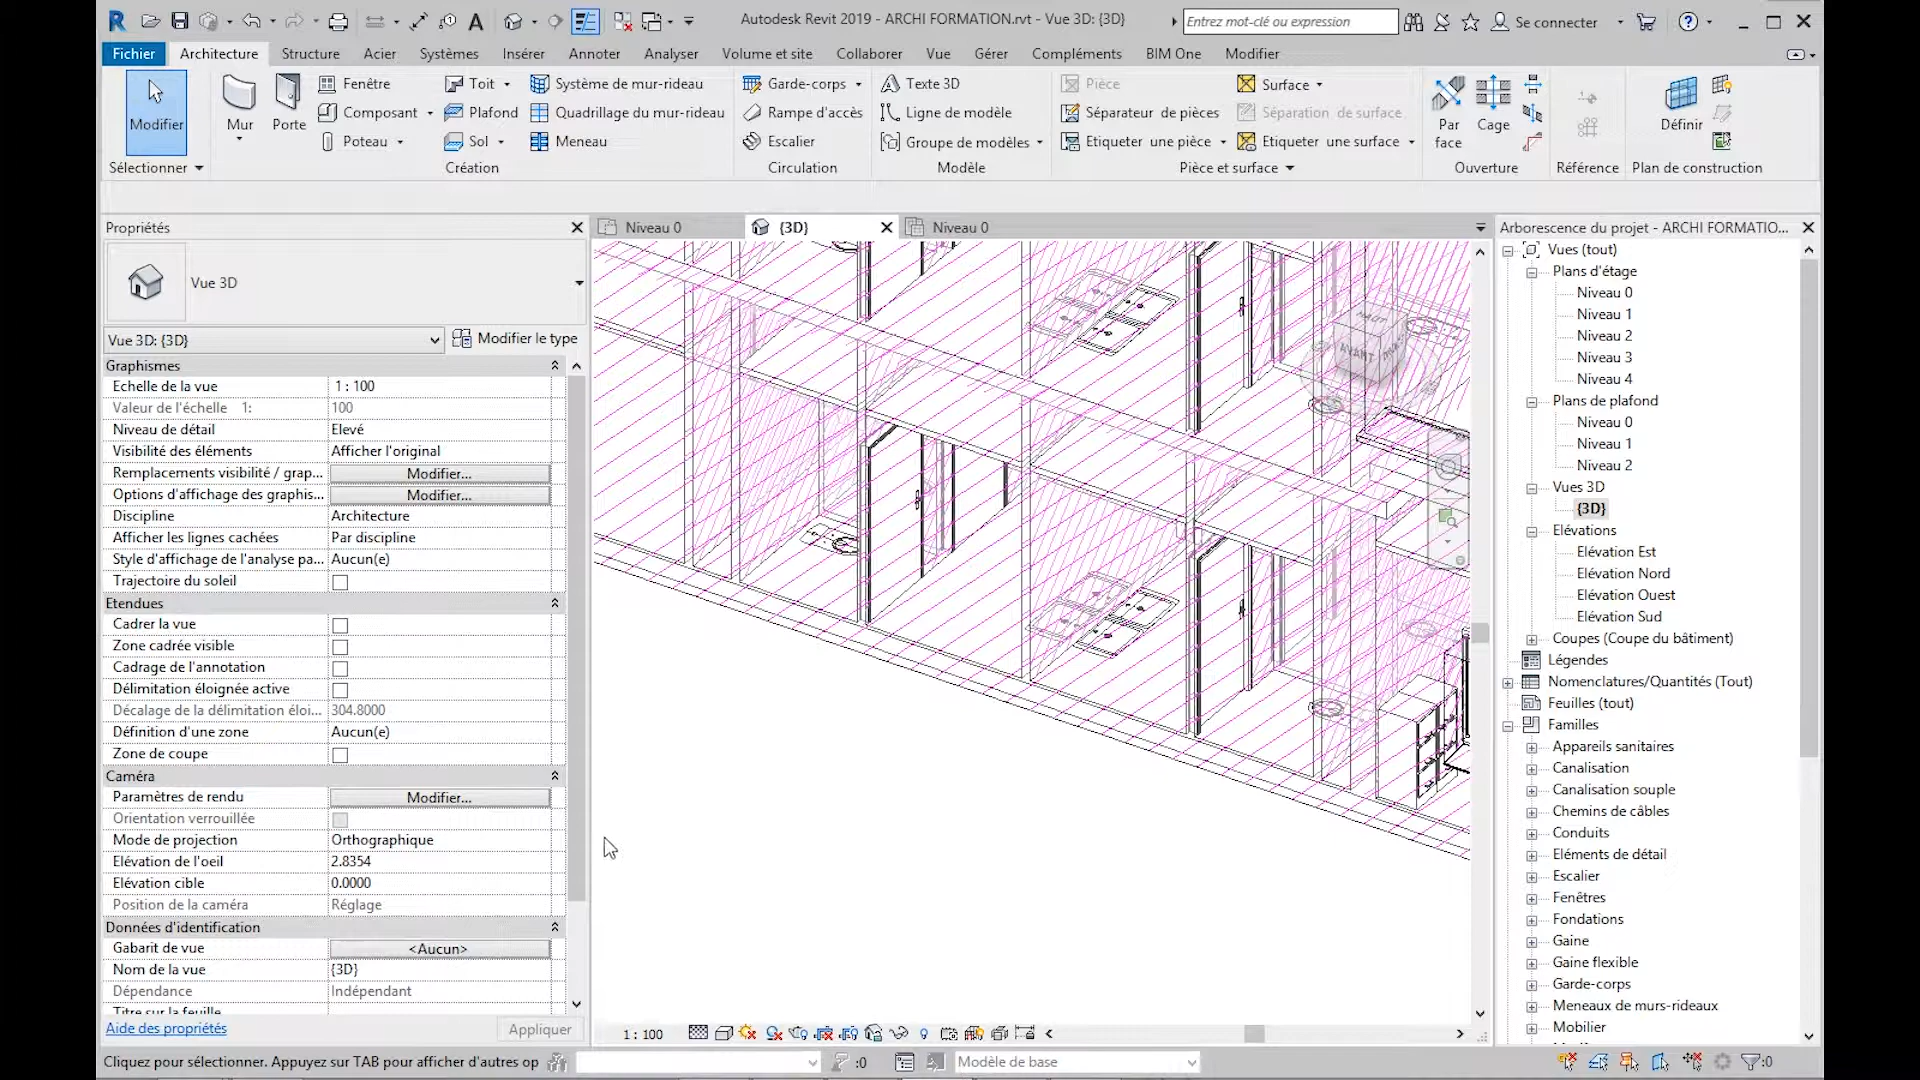 Autodesk Revit 2019 - ARCHI FORMATION.rvt - Vue 3D: {3D}
Entrez mot-clé ou expression
Se connecter
Fichier Architecture Structure Acier Systèmes Insérer Annoter Analyser Volume et site Collaborer Vue Gérer Compléments BIM One Modifier
Modifier
Mur
Porte
Fenêtre
Composant
Poteau
Toit
Plafond
Sol
Système de mur-rideau
Quadrillage du mur-rideau
Meneau
Garde-corps
Rampe d'accès
Escalier
Texte 3D
Ligne de modèle
Groupe de modèles
Pièce
Séparateur de pièces
Etiqueter une pièce
Surface
Séparation de surface
Etiqueter une surface
Par face
Cage
Définir
Sélectionner Création Circulation Modèle Pièce et surface Ouverture Référence Plan de construction
Propriétés
Vue 3D
Vue 3D: {3D}
Modifier le type
Graphismes
Echelle de la vue 1 : 100
Valeur de l'échelle 1: 100
Niveau de détail Elevé
Visibilité des éléments Afficher l'original
Remplacements visibilité / grap... Modifier...
Options d'affichage des graphis... Modifier...
Discipline Architecture
Afficher les lignes cachées Par discipline
Style d'affichage de l'analyse pa... Aucun(e)
Trajectoire du soleil
Etendues
Cadrer la vue
Zone cadrée visible
Cadrage de l'annotation
Délimitation éloignée active
Décalage de la délimitation éloi... 304.8000
Définition d'une zone Aucun(e)
Zone de coupe
Caméra
Paramètres de rendu Modifier...
Orientation verrouillée
Mode de projection Orthographique
Elévation de l'oeil 2.8354
Elévation cible 0.0000
Position de la caméra Réglage
Données d'identification
Gabarit de vue <Aucun>
Nom de la vue {3D}
Dépendance Indépendant
Titre sur la feuille
Aide des propriétés
Appliquer
Niveau 0
{3D}
Niveau 0
HAUT
AVANT
1 : 100
Arborescence du projet - ARCHI FORMATIO...
Vues (tout)
Plans d'étage
Niveau 0
Niveau 1
Niveau 2
Niveau 3
Niveau 4
Plans de plafond
Niveau 0
Niveau 1
Niveau 2
Vues 3D
{3D}
Elévations
Elévation Est
Elévation Nord
Elévation Ouest
Elévation Sud
Coupes (Coupe du bâtiment)
Légendes
Nomenclatures/Quantités (Tout)
Feuilles (tout)
Familles
Appareils sanitaires
Canalisation
Canalisation souple
Chemins de câbles
Conduits
Eléments de détail
Escalier
Fenêtres
Fondations
Gaine
Gaine flexible
Garde-corps
Meneaux de murs-rideaux
Mobilier
Cliquez pour sélectionner. Appuyez sur TAB pour afficher d'autres op
:0
Modèle de base
:0